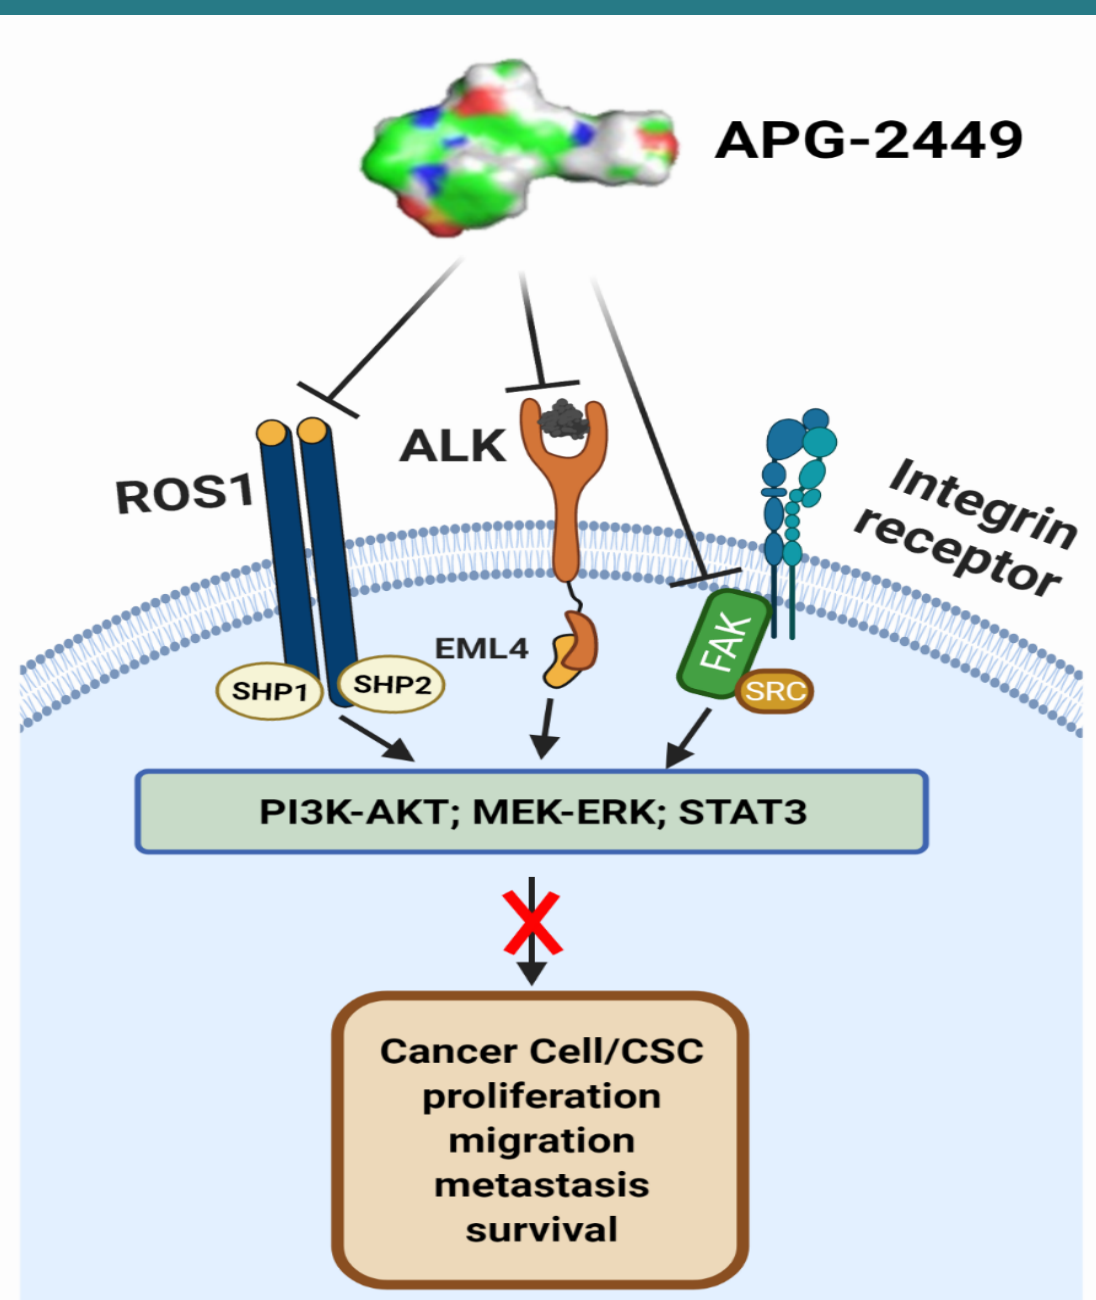 APG-2449
ROS1
ALK
Integrin
receptor
EML4
FAK
SHP1
SHP2
SRC
PI3K-AKT; MEK-ERK; STAT3
Cancer Cell/CSC
proliferation
migration
metastasis
survival